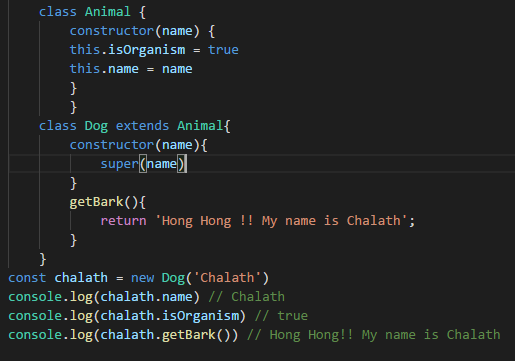 class Animal {
constructor(name) {
this.isOrganism = true
this.name = name
}
}
class Dog extends Animal{
constructor(name){
super(name)
}
getBark(){
return 'Hong Hong !! My name is Chalath';
}
}
const chalath = new Dog('Chalath')
console.log(chalath.name) // Chalath
console.log(chalath.isOrganism) // true
console.log(chalath.getBark()) // Hong Hong!! My name is Chalath